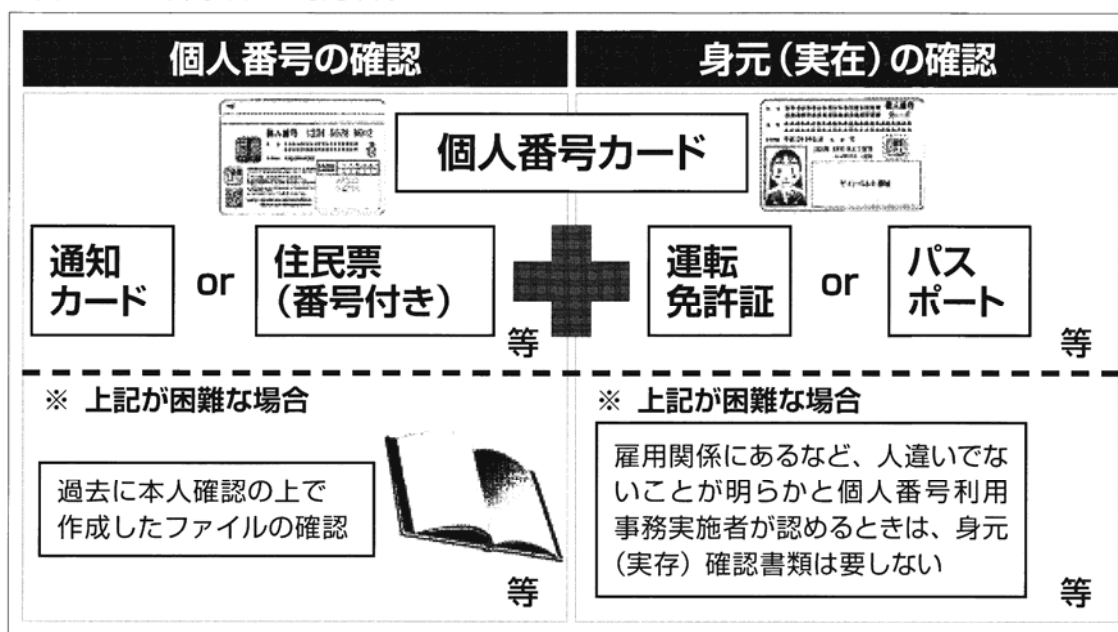 個人番号の確認
身元(実在)の確認
個人番号カード
通知
カード
or
住民票
(番号付き)
等
運転
免許証
or
パス
ポート
等
※ 上記が困難な場合
過去に本人確認の上で
作成したファイルの確認
等
※ 上記が困難な場合
雇用関係にあるなど、人違いでな
いことが明らかと個人番号利用
事務実施者が認めるときは、身元
(実存)確認書類は要しない
等